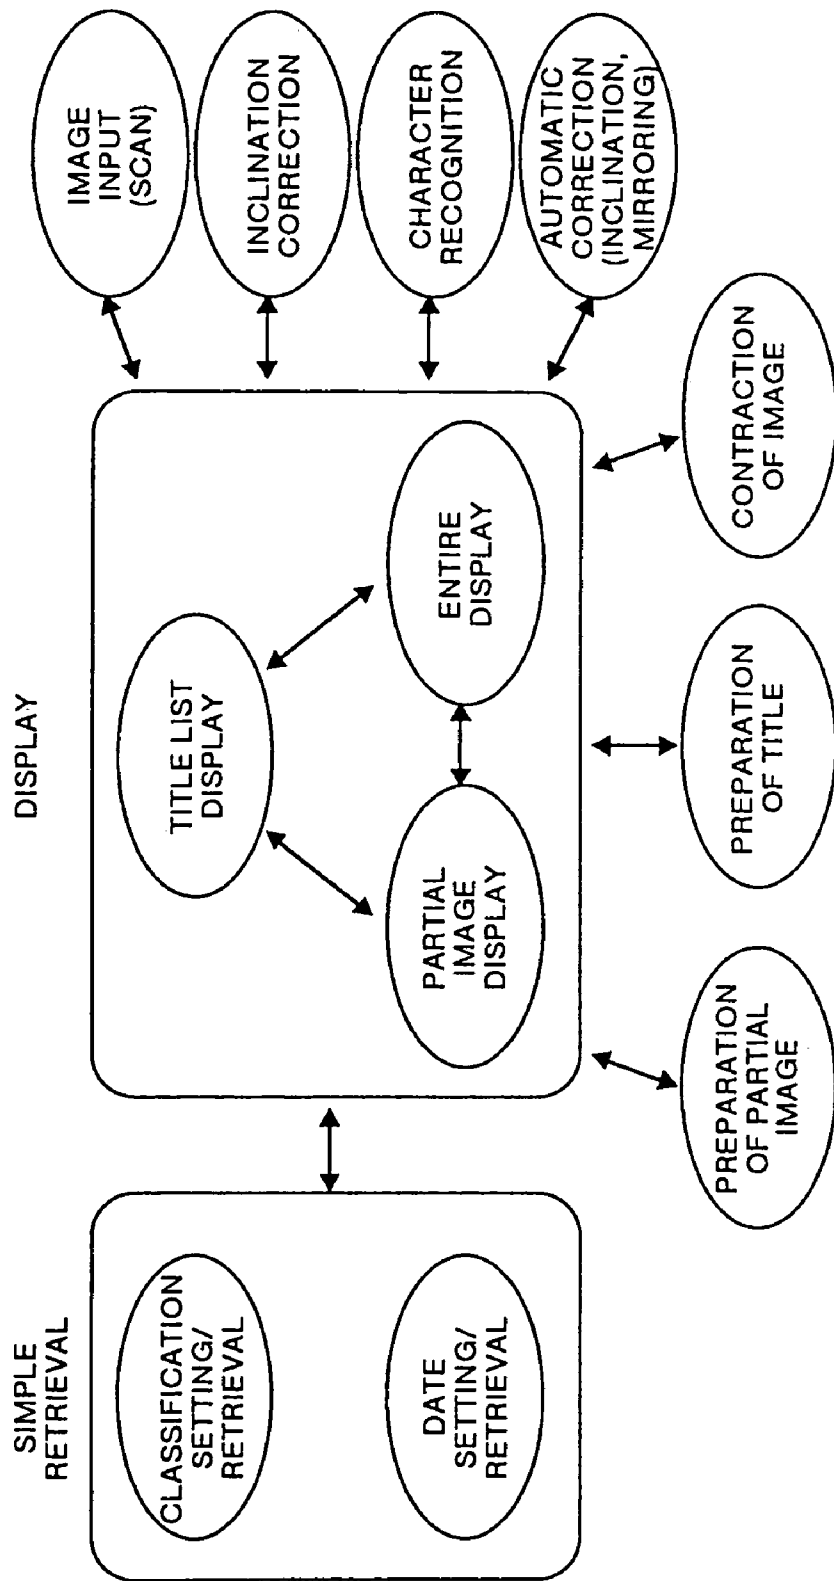 SIMPLE
RETRIEVAL
CLASSIFICATION
SETTING/
RETRIEVAL
DATE
SETTING/
RETRIEVAL
DISPLAY
TITLE LIST
DISPLAY
PARTIAL
IMAGE
DISPLAY
ENTIRE
DISPLAY
IMAGE
INPUT
(SCAN)
INCLINATION
CORRECTION
CHARACTER
RECOGNITION
AUTOMATIC
CORRECTION
(INCLINATION,
MIRRORING)
PREPARATION
OF PARTIAL
IMAGE
PREPARATION
OF TITLE
CONTRACTION
OF IMAGE